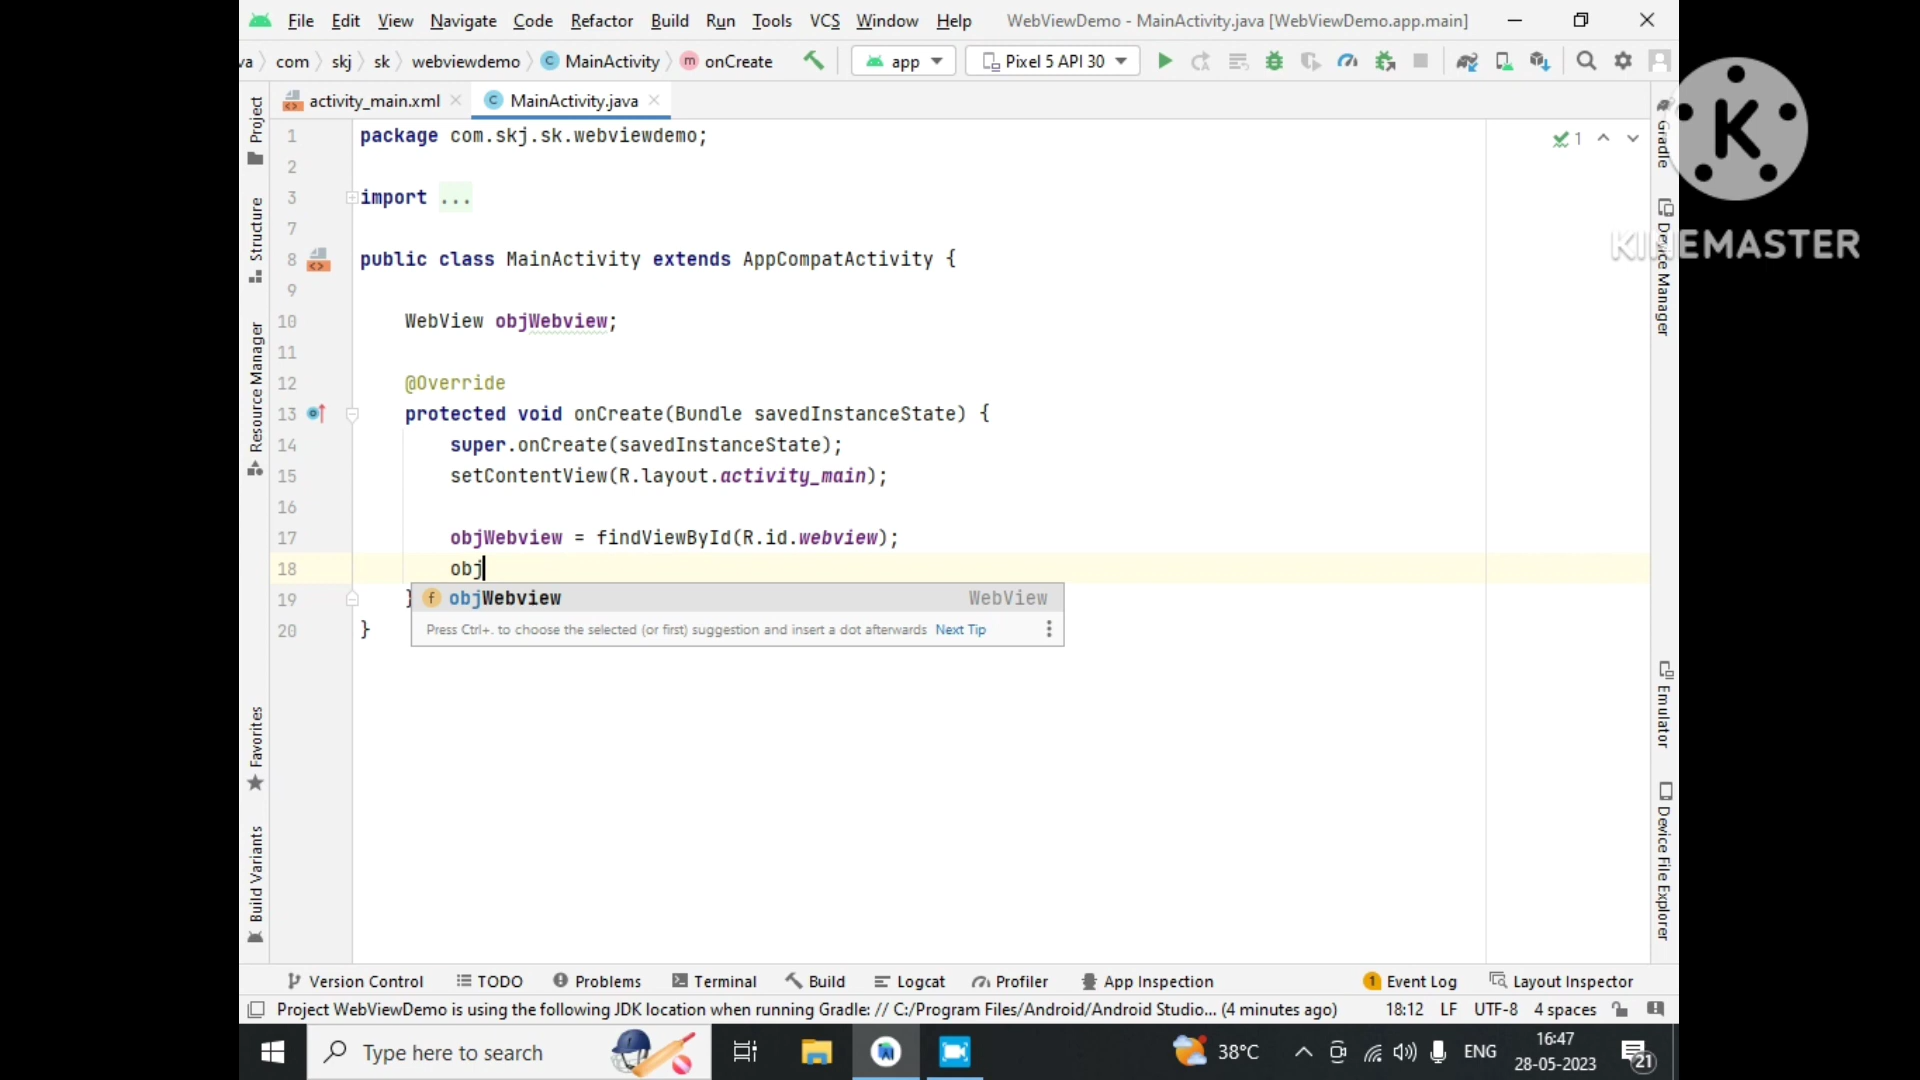 File Edit View Navigate Code Refactor Build Run Tools VCS Window Help WebViewDemo - MainActivity.java [WebViewDemo.app.main]
va com skj sk webviewdemo C MainActivity m onCreate app Pixel 5 API 30
activity_main.xml C MainActivity.java
K
KINEMASTER
1 package com.skj.sk.webviewdemo;
1
2
3 import ...
7
8 public class MainActivity extends AppCompatActivity {
9
10 WebView objWebview;
11
12 @Override
13 protected void onCreate(Bundle savedInstanceState) {
14 super.onCreate(savedInstanceState);
15 setContentView(R.layout.activity_main);
16
17 objWebview = findViewById(R.id.webview);
18 obj
19 }
f objWebview WebView
Press Ctrl+. to choose the selected (or first) suggestion and insert a dot afterwards Next Tip
20 }
Project
Structure
Resource Manager
Favorites
Build Variants
Gradle
Device Manager
Emulator
Device File Explorer
Version Control TODO Problems Terminal Build Logcat Profiler App Inspection 1 Event Log Layout Inspector
Project WebViewDemo is using the following JDK location when running Gradle: // C:/Program Files/Android/Android Studio... (4 minutes ago) 18:12 LF UTF-8 4 spaces
Type here to search 38°C ENG 16:47
28-05-2023 21